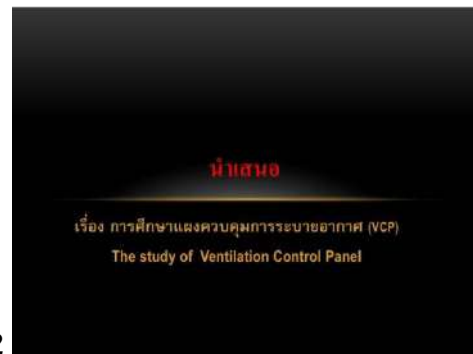 นำเสนอ
เรื่อง การศึกษาแผงควบคุมการระบายอากาศ (VCP)
The study of Ventilation Control Panel
2